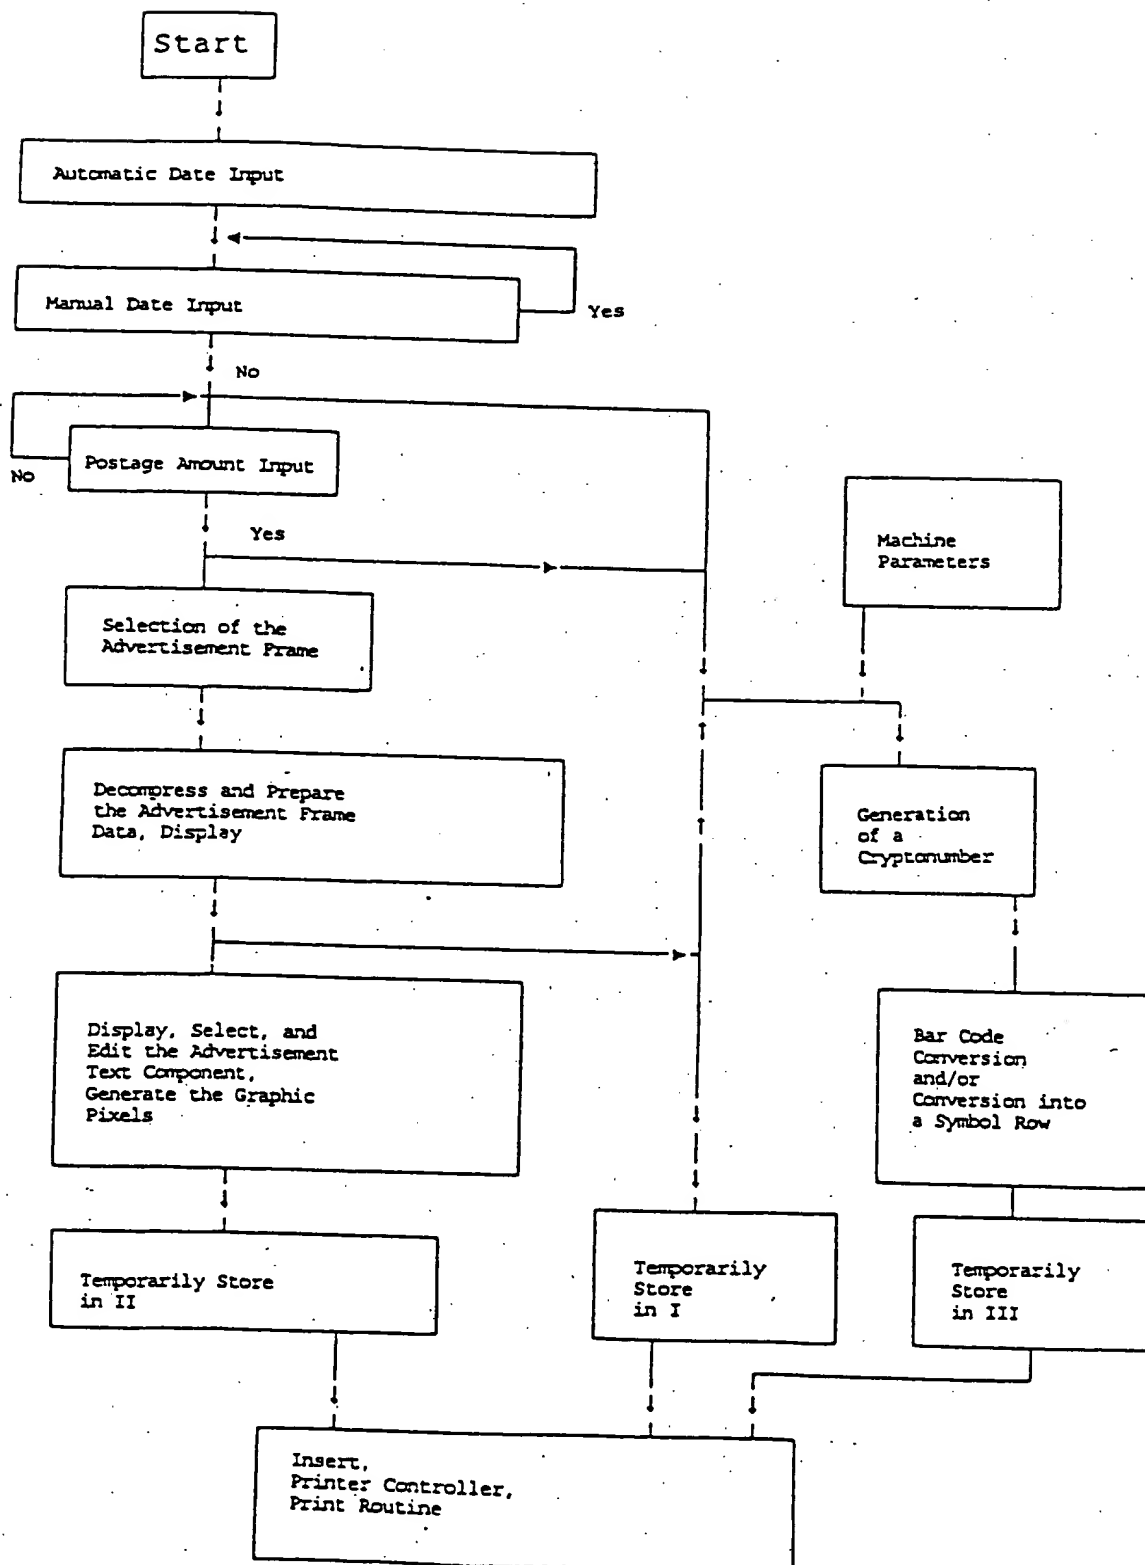 Start
Automatic Date Input
Manual Date Input
Yes
No
Postage Amount Input
No
Yes
Machine
Parameters
Selection of the
Advertisement Frame
Decompress and Prepare
the Advertisement Frame
Data, Display
Generation
of a
Cryptonumber
Display, Select, and
Edit the Advertisement
Text Component,
Generate the Graphic
Pixels
Bar Code
Conversion
and/or
Conversion into
a Symbol Row
Temporarily Store
in II
Temporarily
Store
in I
Temporarily
Store
in III
Insert,
Printer Controller,
Print Routine